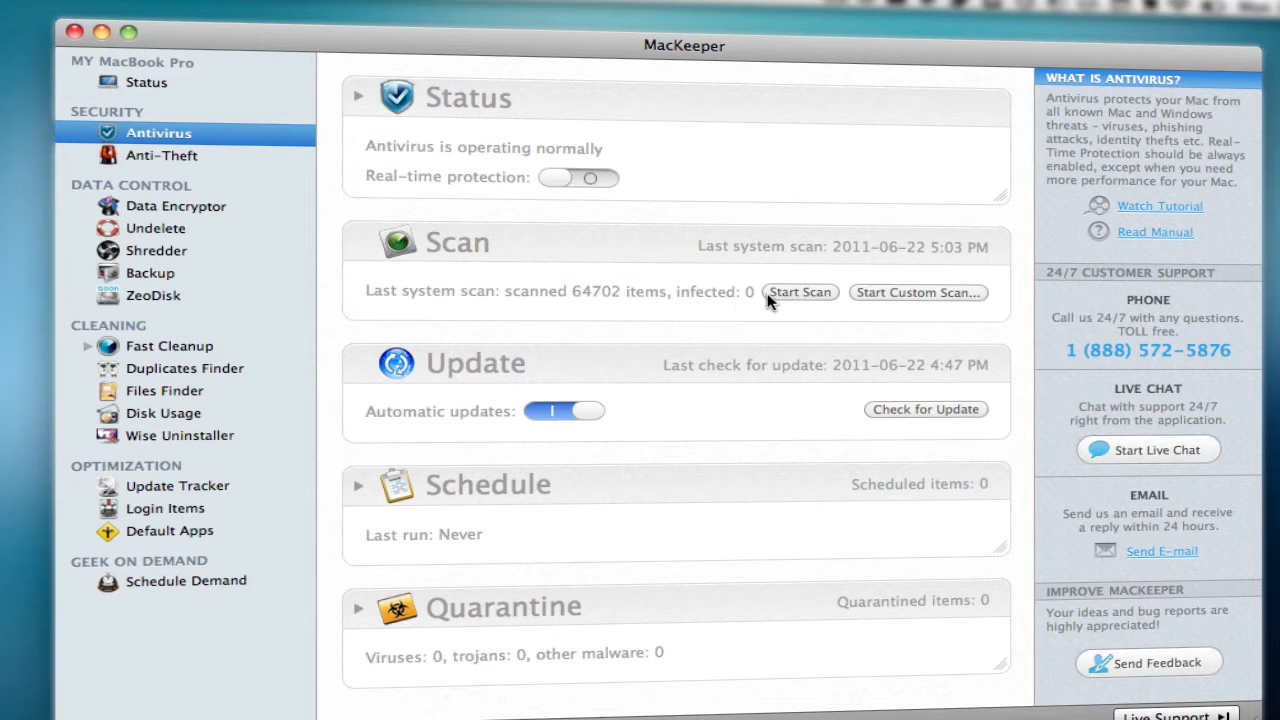 MacKeeper
MY MacBook Pro
Status
SECURITY
Antivirus
Anti-Theft
DATA CONTROL
Data Encryptor
Undelete
Shredder
Backup
ZeoDisk
CLEANING
Fast Cleanup
Duplicates Finder
Files Finder
Disk Usage
Wise Uninstaller
OPTIMIZATION
Update Tracker
Login Items
Default Apps
GEEK ON DEMAND
Schedule Demand
Status
Antivirus is operating normally
Real-time protection:
Scan
Last system scan: 2011-06-22 5:03 PM
Last system scan: scanned 64702 items, infected: 0
Start Scan
Start Custom Scan...
Update
Last check for update: 2011-06-22 4:47 PM
Automatic updates:
Check for Update
Schedule
Scheduled items: 0
Last run: Never
Quarantine
Quarantined items: 0
Viruses: 0, trojans: 0, other malware: 0
WHAT IS ANTIVIRUS?
Antivirus protects your Mac from
all known Mac and Windows
threats – viruses, phishing
attacks, identity thefts etc. Real-
Time Protection should be always
enabled, except when you need
more performance for your Mac.
Watch Tutorial
Read Manual
24/7 CUSTOMER SUPPORT
PHONE
Call us 24/7 with any questions.
TOLL free.
1 (888) 572-5876
LIVE CHAT
Chat with support 24/7
right from the application.
Start Live Chat
EMAIL
Send us an email and receive
a reply within 24 hours.
Send E-mail
IMPROVE MACKEEPER
Your ideas and bug reports are
highly appreciated!
Send Feedback
Live Support